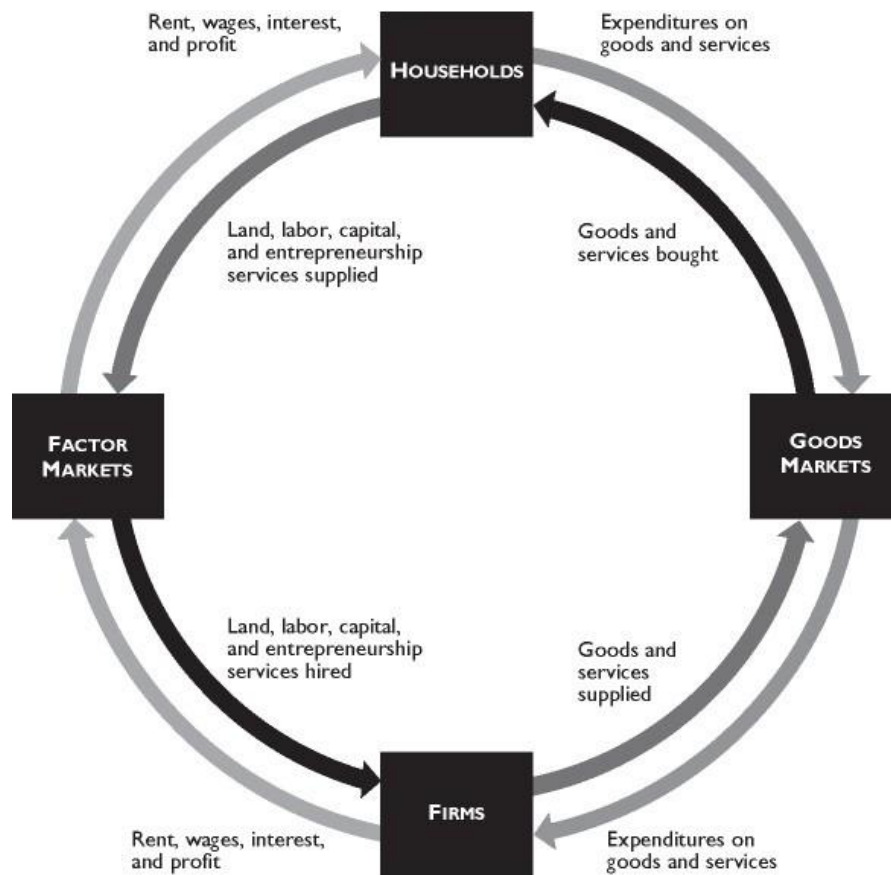 Rent, wages, interest,
and profit
HOUSEHOLDS
Expenditures on
goods and services
Land, labor, capital,
and entrepreneurship
services supplied
Goods and
services bought
FACTOR
MARKETS
GOODS
MARKETS
Land, labor, capital,
and entrepreneurship
services hired
Goods and
services
supplied
Rent, wages, interest,
and profit
FIRMS
Expenditures on
goods and services